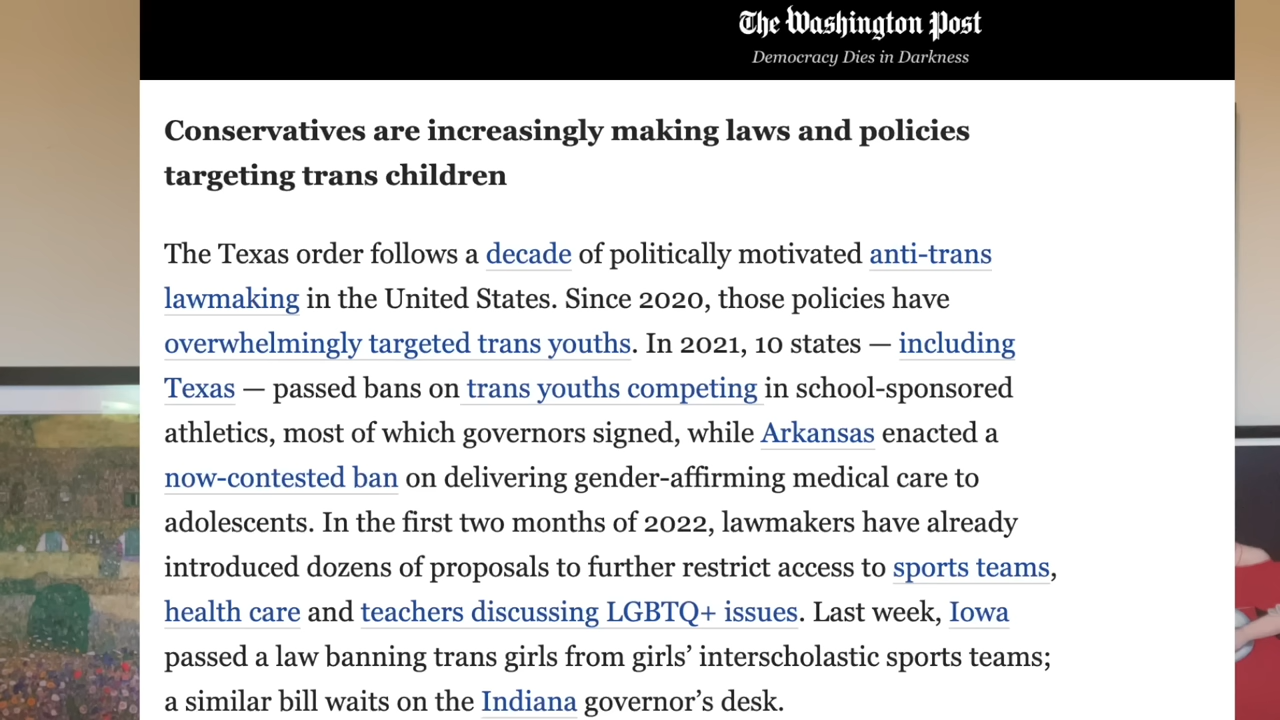 The Washington Post
Democracy Dies in Darkness
Conservatives are increasingly making laws and policies
targeting trans children
The Texas order follows a decade of politically motivated anti-trans
lawmaking in the United States. Since 2020, those policies have
overwhelmingly targeted trans youths. In 2021, 10 states — including
Texas — passed bans on trans youths competing in school-sponsored
athletics, most of which governors signed, while Arkansas enacted a
now-contested ban on delivering gender-affirming medical care to
adolescents. In the first two months of 2022, lawmakers have already
introduced dozens of proposals to further restrict access to sports teams,
health care and teachers discussing LGBTQ+ issues. Last week, Iowa
passed a law banning trans girls from girls’ interscholastic sports teams;
a similar bill waits on the Indiana governor’s desk.